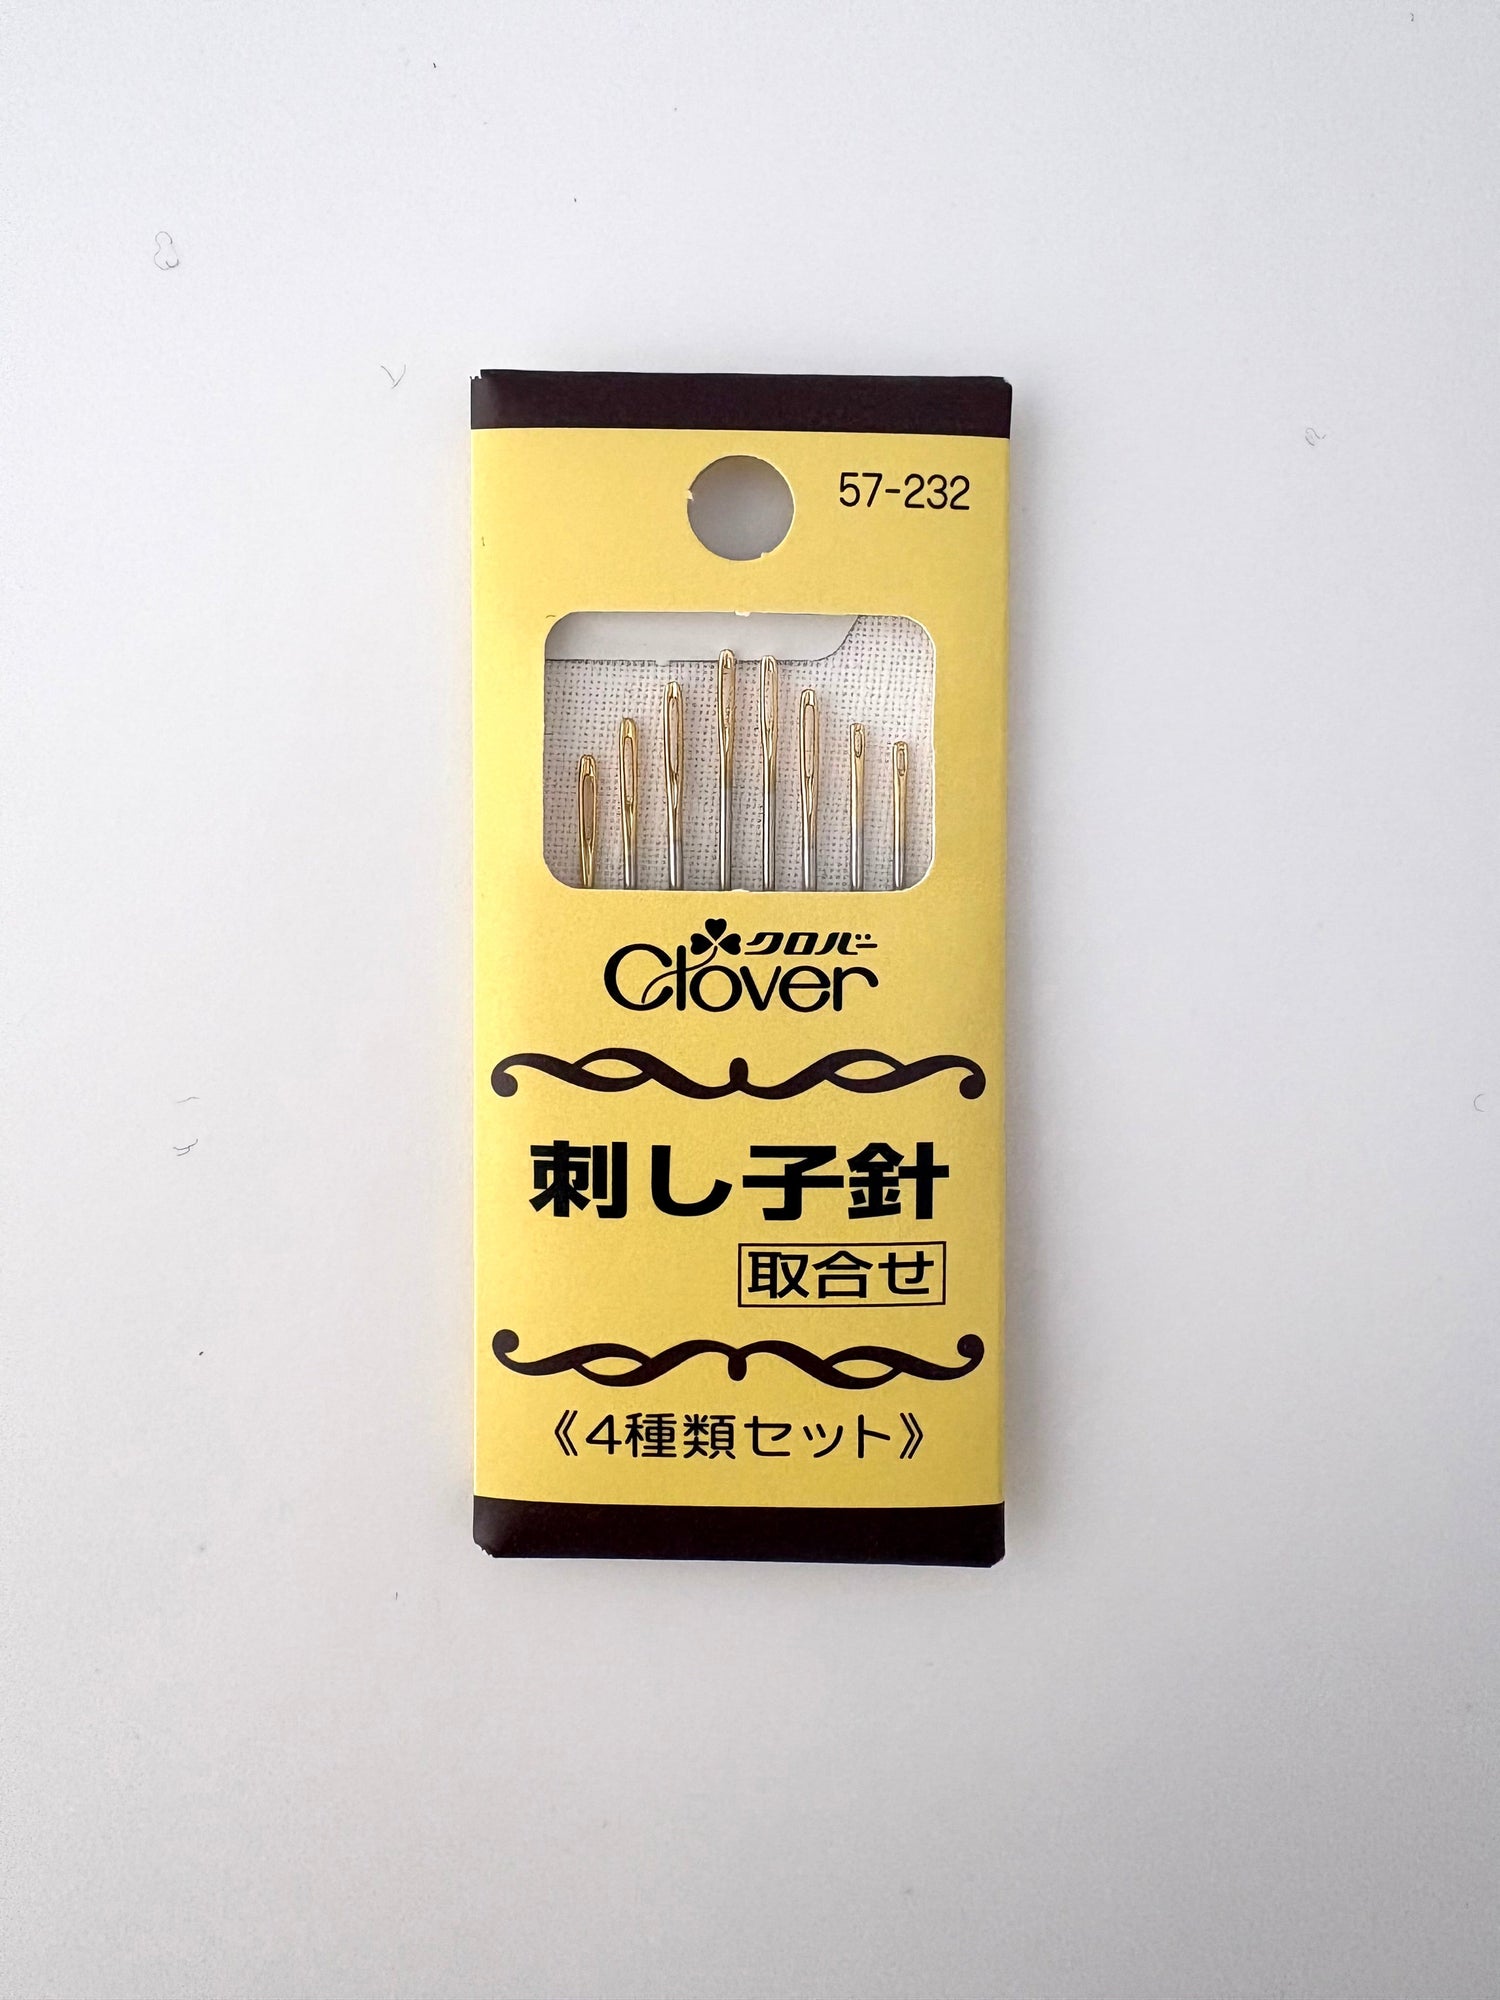 57-232
クロバー
Clover
刺し子針
取合せ
《4種類セット》